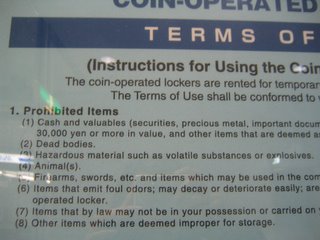 COIN-OPERATED
TERMS OF
(Instructions for Using the Coin
The coin-operated lockers are rented for temporar
The Terms of Use shall be conformed to
1. Prohibited Items
(1) Cash and valuables (securities, precious metal, important docum
30,000 yen or more in value, and other items that are deemed as
(2) Dead bodies.
(3) Hazardous material such as volatile substances or explosives.
(4) Animal(s).
(5) Firearms, swords, etc. and items which may be used in the com
(6) Items that emit foul odors; may decay or deteriorate easily; are
operated locker.
(7) Items that by law may not be in your possession or carried on
(8) Other items which are deemed improper for storage.